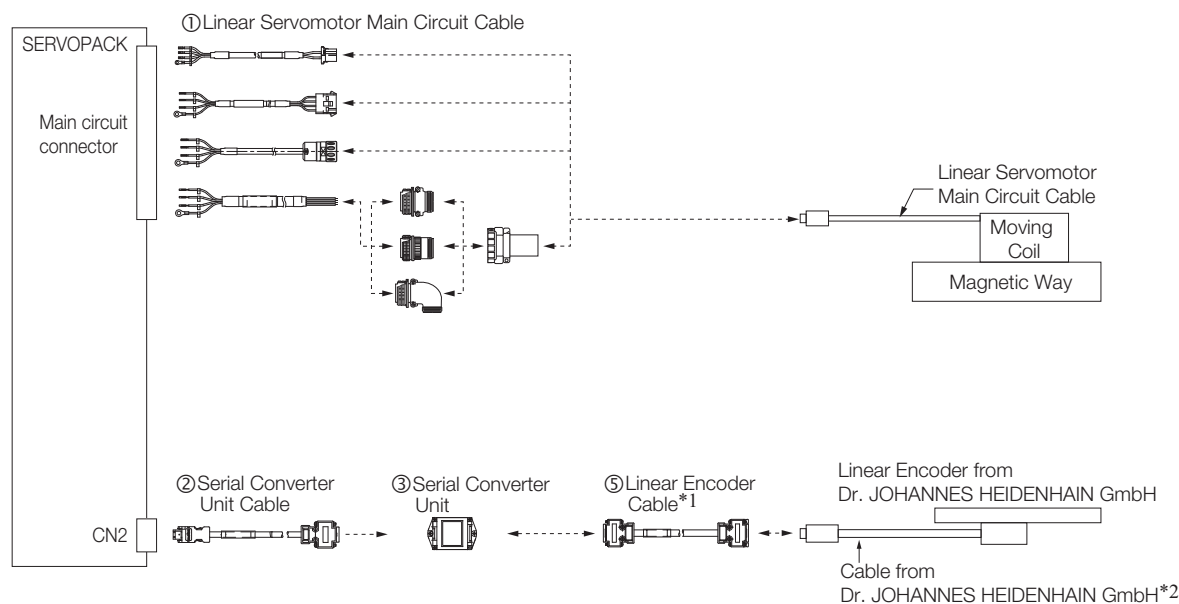 ①Linear Servomotor Main Circuit Cable
SERVOPACK
Main circuit
connector
Linear Servomotor
Main Circuit Cable
Moving
Coil
Magnetic Way
②Serial Converter
Unit Cable
③Serial Converter
Unit
⑤Linear Encoder
Cable*1
Linear Encoder from
Dr. JOHANNES HEIDENHAIN GmbH
CN2
Cable from
Dr. JOHANNES HEIDENHAIN GmbH*2